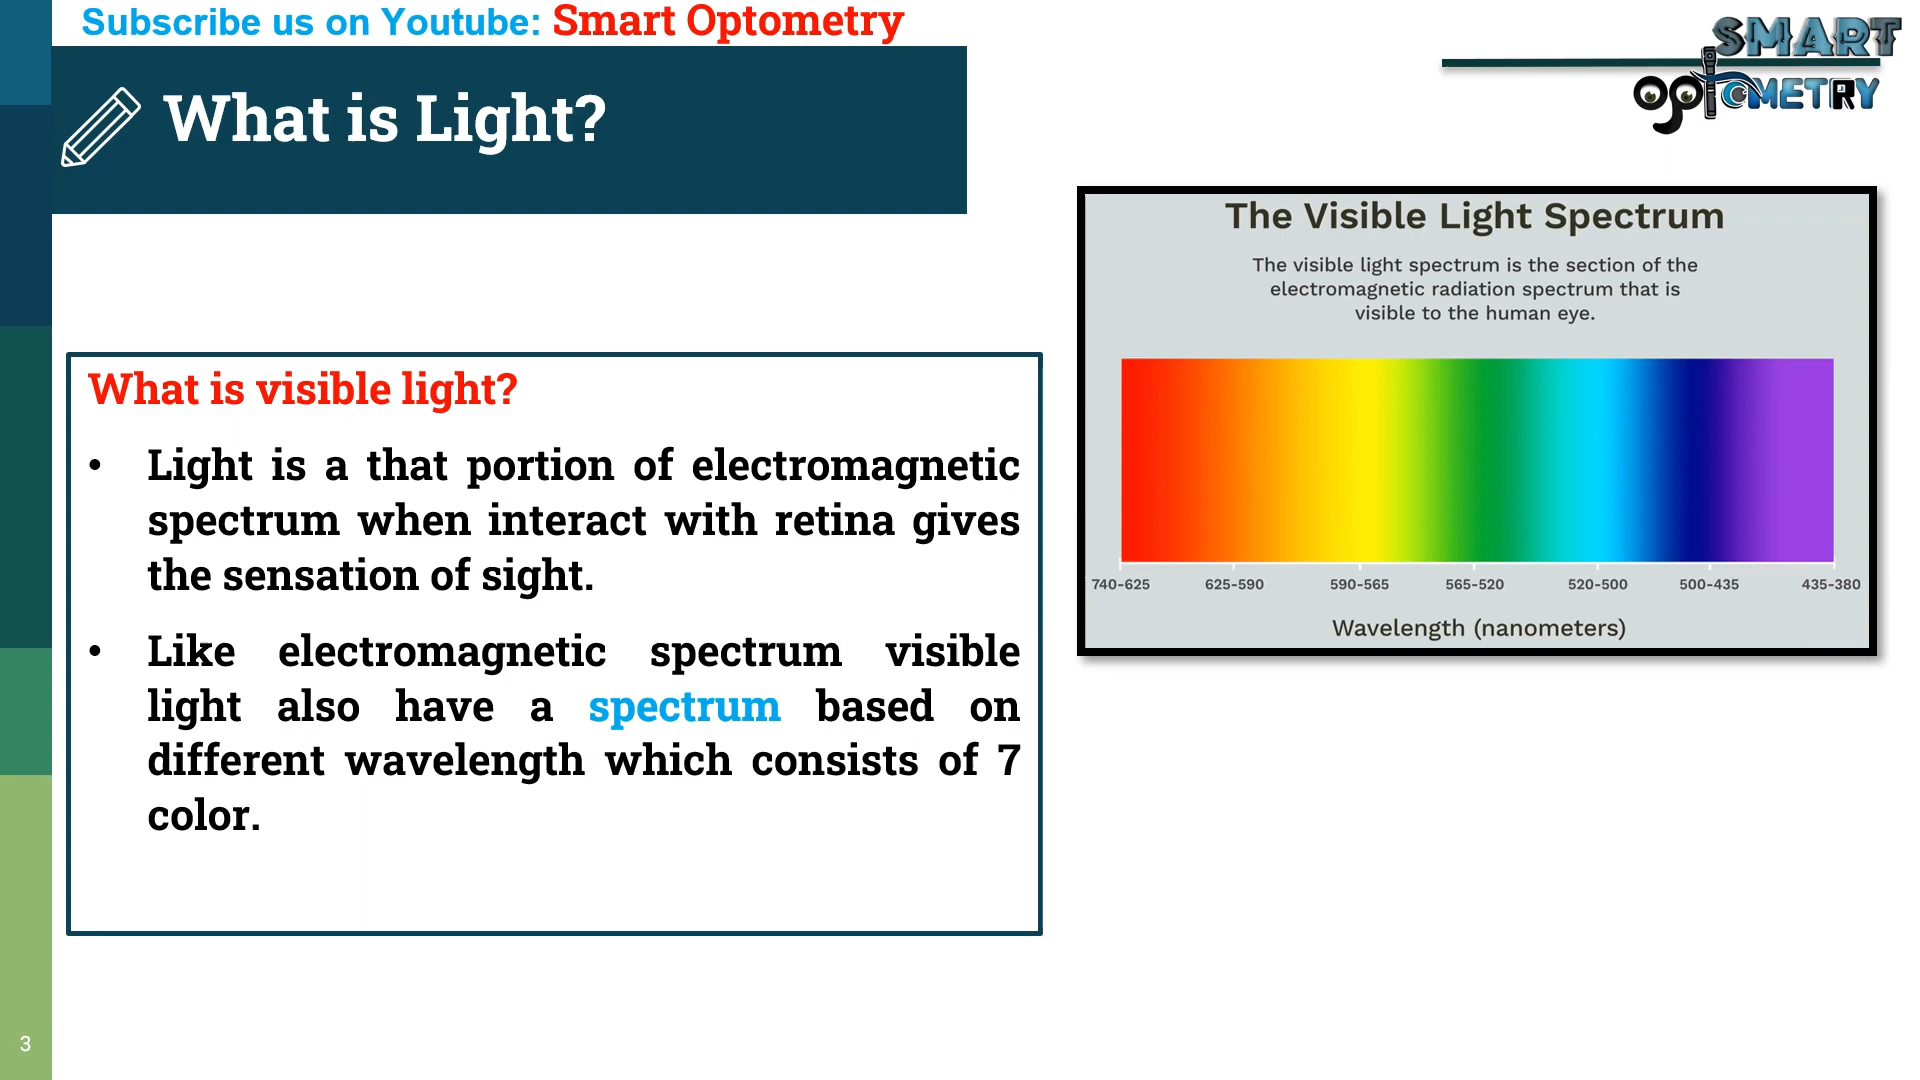 Subscribe us on Youtube: Smart Optometry
SMART
OptOMETRY
What is Light?
What is visible light?
• Light is a that portion of electromagnetic
spectrum when interact with retina gives
the sensation of sight.
• Like electromagnetic spectrum visible
light also have a spectrum based on
different wavelength which consists of 7
color.
The Visible Light Spectrum
The visible light spectrum is the section of the
electromagnetic radiation spectrum that is
visible to the human eye.
740-625 625-590 590-565 565-520 520-500 500-435 435-380
Wavelength (nanometers)
3